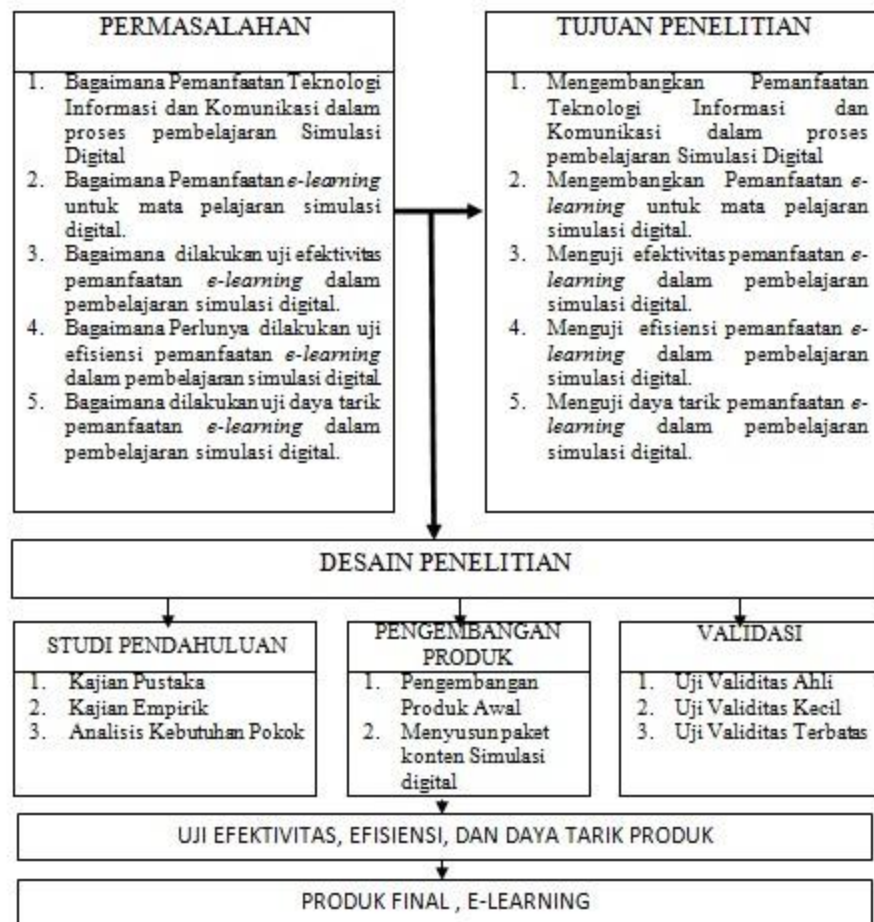 PERMASALAHAN
1. Bagaimana Pemanfaatan Teknologi
Informasi dan Komunikasi dalam
proses pembelajaran Simulasi
Digital
2. Bagaimana Pemanfaatan e-learning
untuk mata pelajaran simulasi
digital.
3. Bagaimana dilakukan uji efektivitas
pemanfaatan e-learning dalam
pembelajaran simulasi digital.
4. Bagaimana Perlunya dilakukan uji
efisiensi pemanfaatan e-learning
dalam pembelajaran simulasi digital
5. Bagaimana dilakukan uji daya tarik
pemanfaatan e-learning dalam
pembelajaran simulasi digital.
TUJUAN PENELITIAN
1. Mengembangkan Pemanfaatan
Teknologi Informasi dan
Komunikasi dalam proses
pembelajaran Simulasi Digital
2. Mengembangkan Pemanfaatan e-
learning untuk mata pelajaran
simulasi digital.
3. Menguji efektivitas pemanfaatan e-
learning dalam pembelajaran
simulasi digital.
4. Menguji efisiensi pemanfaatan e-
learning dalam pembelajaran
simulasi digital.
5. Menguji daya tarik pemanfaatan e-
learning dalam pembelajaran
simulasi digital.
DESAIN PENELITIAN
STUDI PENDAHULUAN
1. Kajian Pustaka
2. Kajian Empirik
3. Analisis Kebutuhan Pokok
PENGEMBANGAN
PRODUK
1. Pengembangan
Produk Awal
2. Menyusun paket
konten Simulasi
digital
VALIDASI
1. Uji Validitas Ahli
2. Uji Validitas Kecil
3. Uji Validitas Terbatas
UJI EFEKTIVITAS, EFISIENSI, DAN DAYA TARIK PRODUK
PRODUK FINAL , E-LEARNING